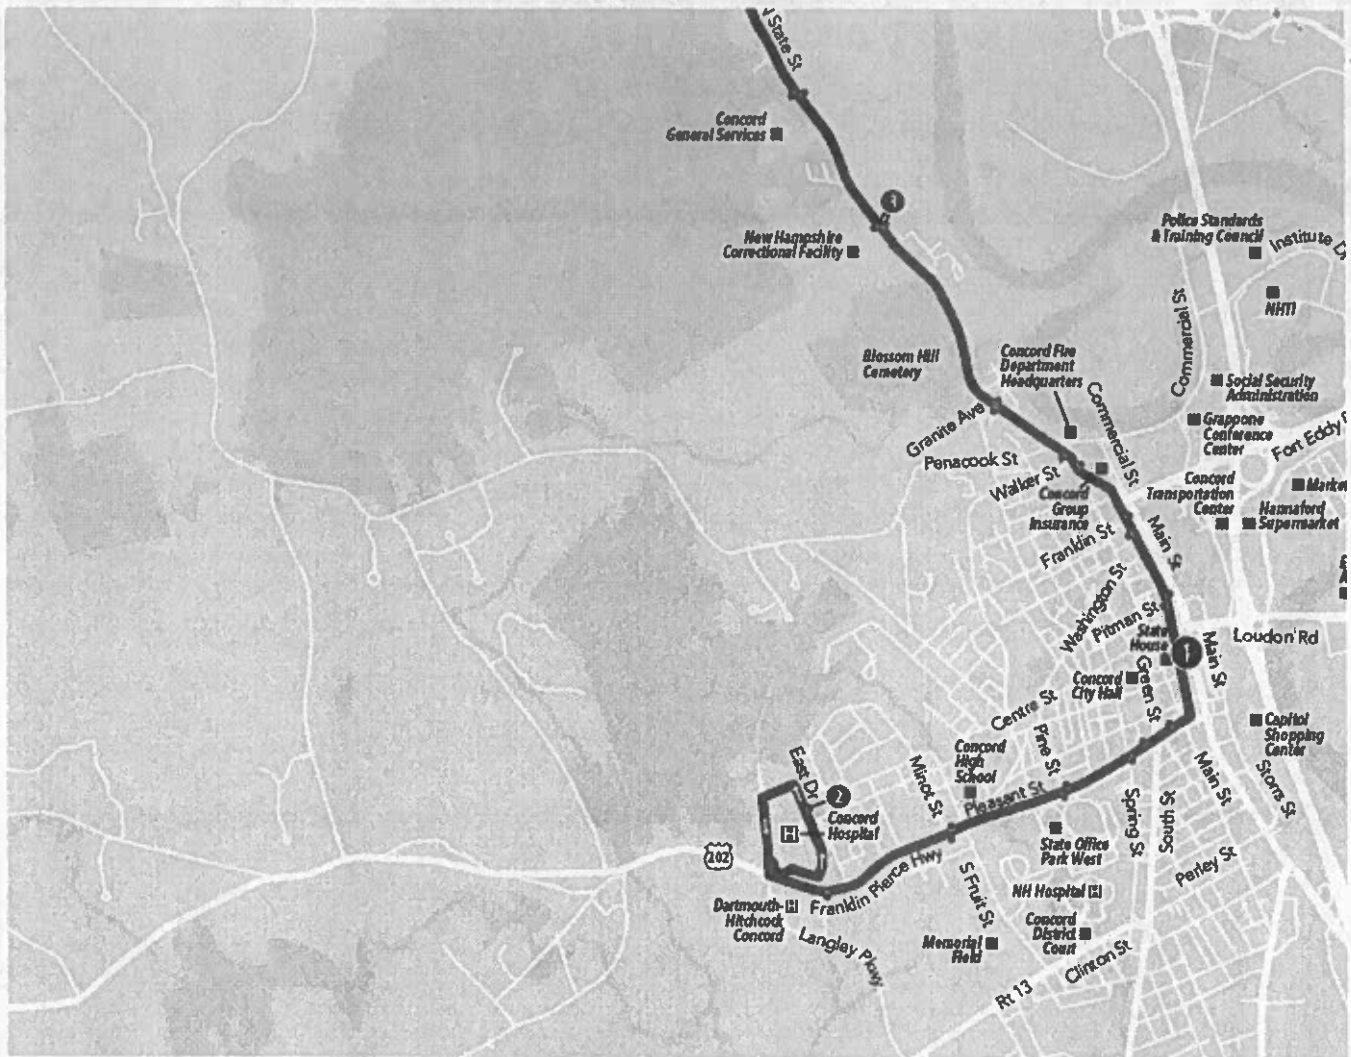 N State St
Concord
General Services
3
New Hampshire
Correctional Facility
Police Standards
& Training Council
Institute
NHTI
Commercial St
Blossom Hill
Cemetery
Concord Fire
Department
Headquarters
Social Security
Administration
Commercial St
Grappone
Conference
Center
Fort Eddy
Granite Ave
Penacook St
Walker St
Concord
Group
Insurance
Concord
Transportation
Center
Market
Hannaford
Supermarket
Franklin St
Main St
Washington St
Pitman St
State
House
1
Loudon Rd
Main St
Concord
City Hall
Green St
Centre St
Capitol
Shopping
Center
Pine St
Concord
High
School
East Dr
2
Concord
Hospital
H
Minot St
Pleasant St
Main St
Storrs St
Spring St
South St
State Office
Park West
202
Franklin Pierce Hwy
Perley St
S Fruit St
NH Hospital H
Dartmouth- H
Hitchcock
Concord
Langley Pkwy
Memorial
Field
Concord
District
Court
Clinton St
Rt 13